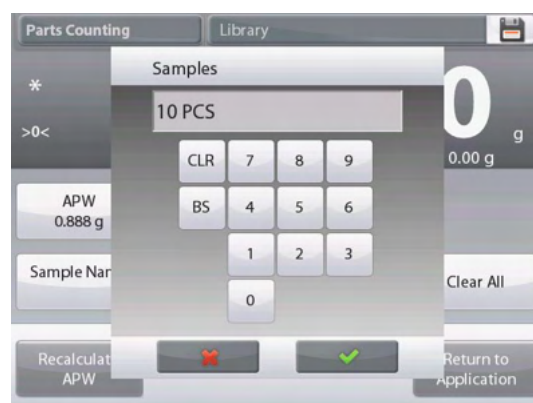 Parts Counting
Library
Samples
*
10 PCS
0
>0<
g
0.00 g
CLR 7 8 9
APW
0.888 g
BS 4 5 6
Sample Nar
1 2 3
Clear All
0
Recalculat
APW
Return to
Application